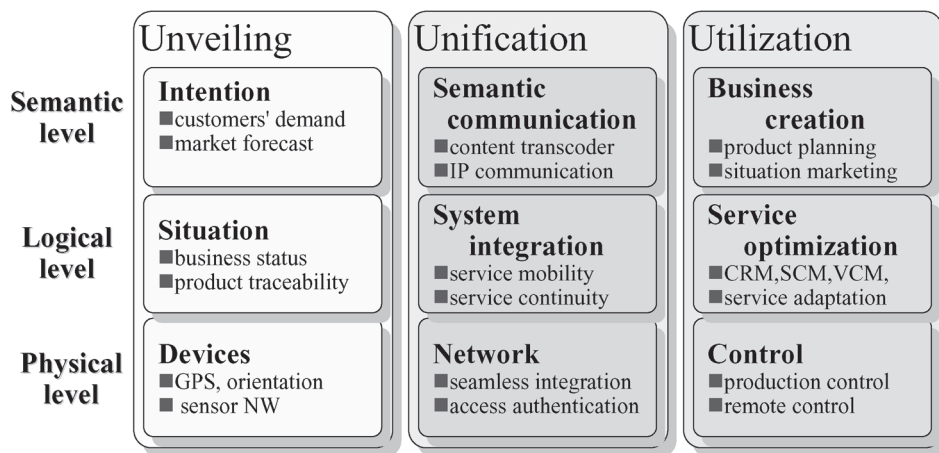 Unveiling
Unification
Utilization
Semantic
level
Intention
■customers' demand
■market forecast
Semantic
communication
■content transcoder
■IP communication
Business
creation
■product planning
■situation marketing
Logical
level
Situation
■business status
■product traceability
System
integration
■service mobility
■service continuity
Service
optimization
■CRM,SCM,VCM,
■service adaptation
Physical
level
Devices
■GPS, orientation
■ sensor NW
Network
■seamless integration
■access authentication
Control
■production control
■remote control